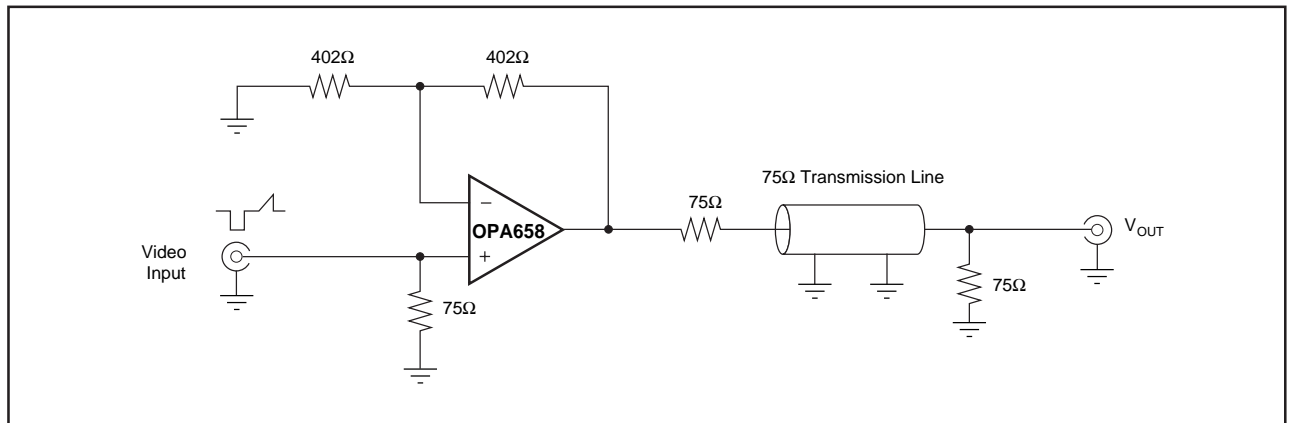 402Ω
402Ω
75Ω Transmission Line
75Ω
−
OPA658
+
Video
Input
75Ω
75Ω
V_OUT